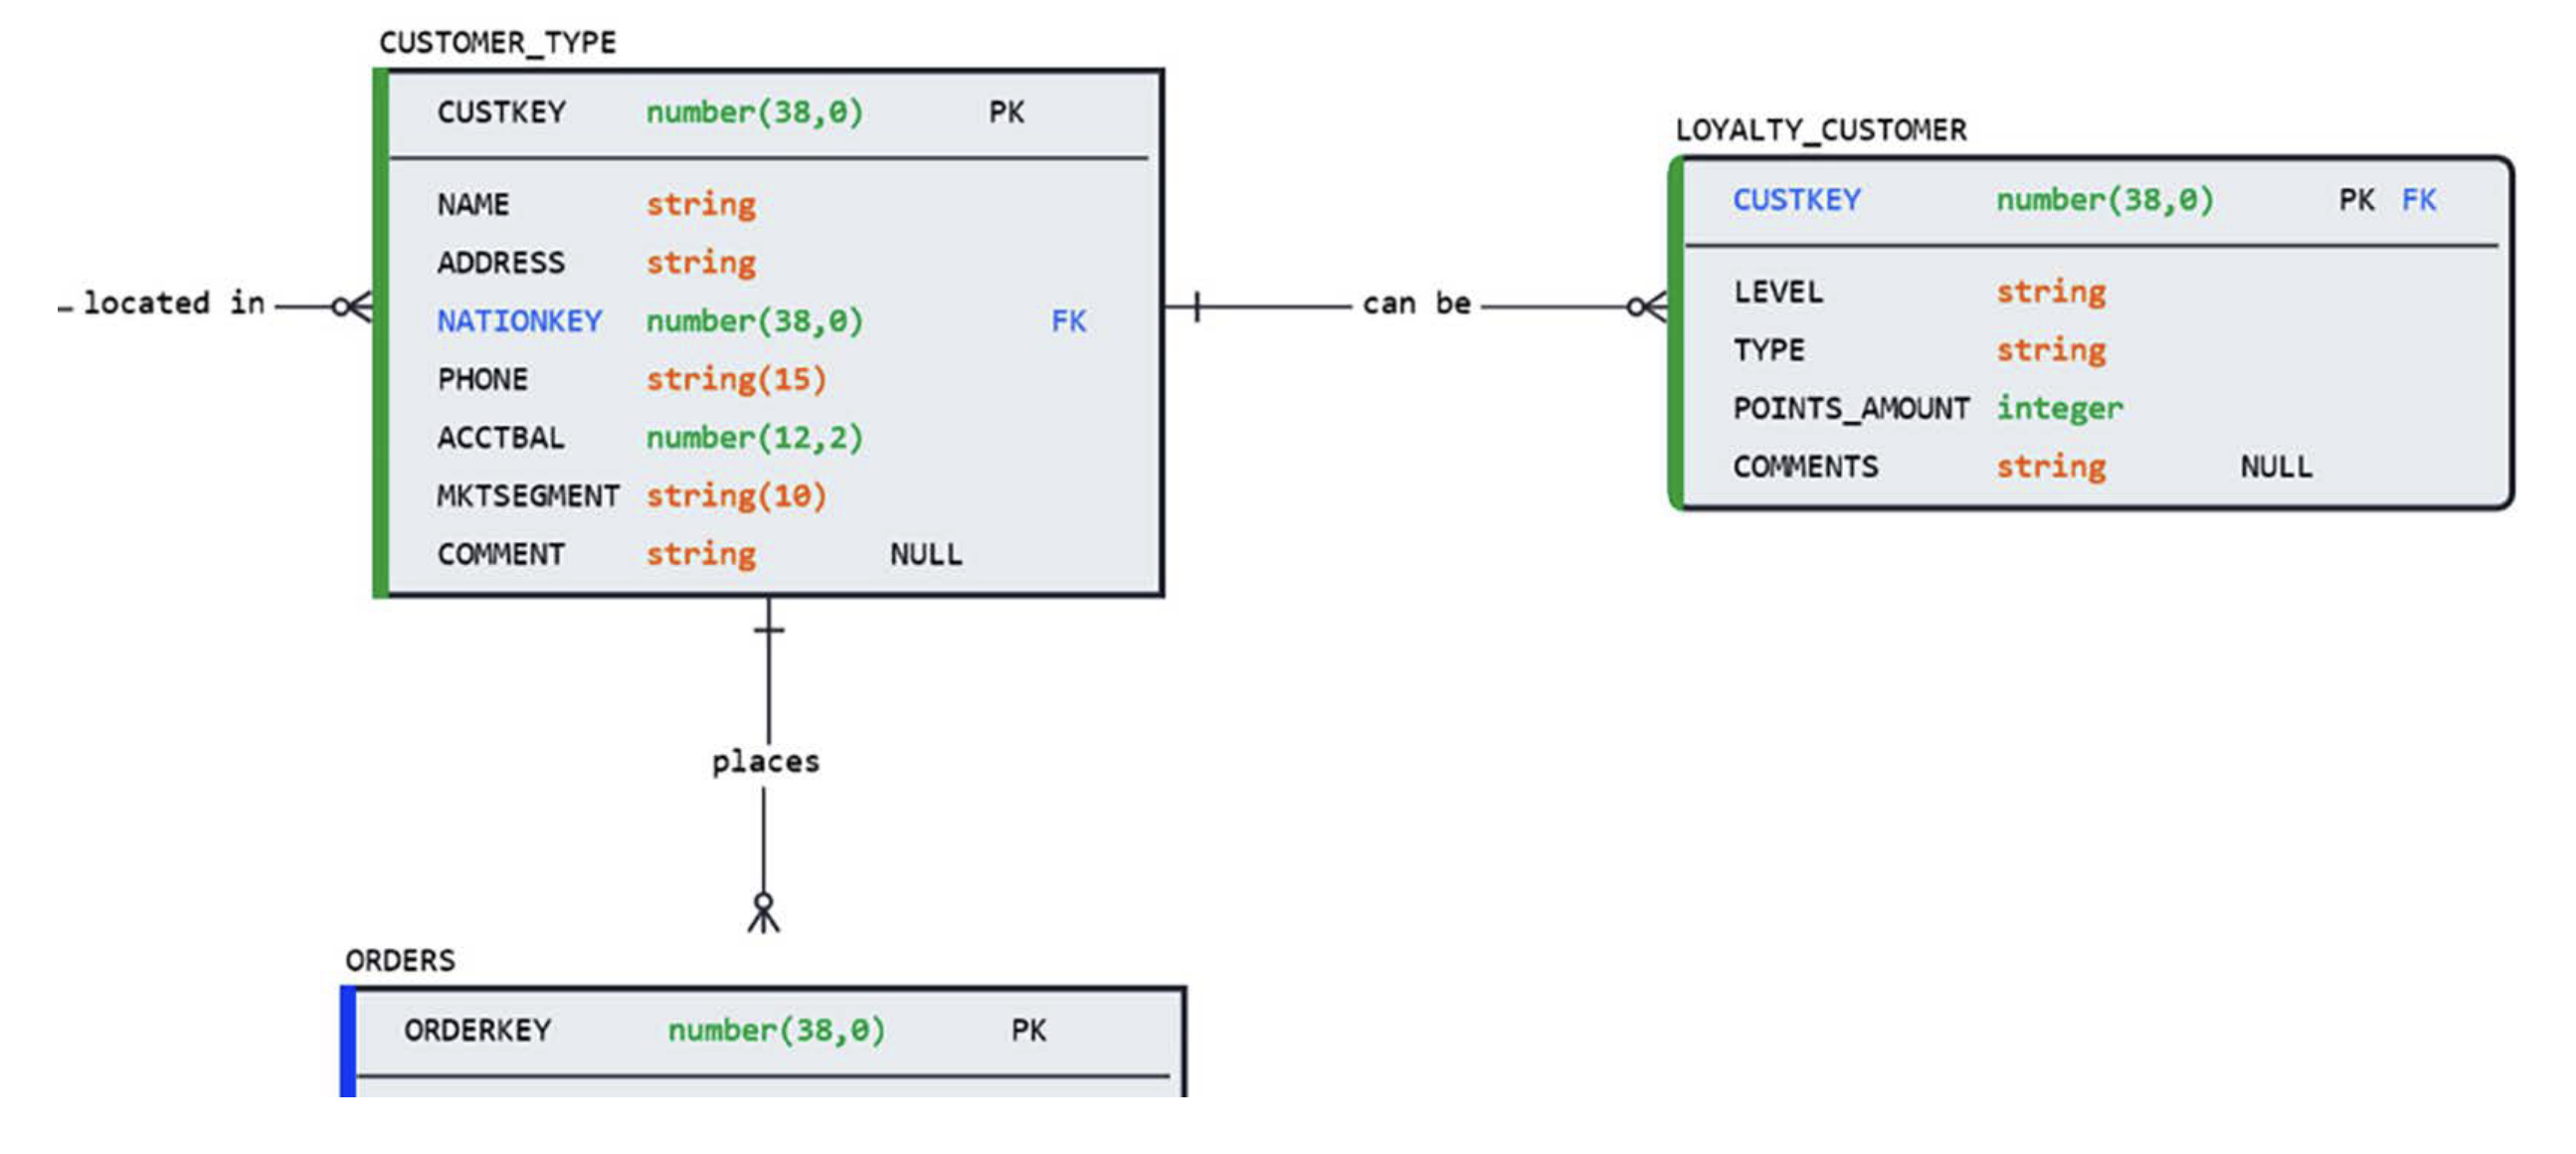 CUSTOMER_TYPE
CUSTKEY number(38,0) PK
NAME string
ADDRESS string
NATIONKEY number(38,0) FK
PHONE string(15)
ACCTBAL number(12,2)
MKTSEGMENT string(10)
COMMENT string NULL
located in
can be
LOYALTY_CUSTOMER
CUSTKEY number(38,0) PK FK
LEVEL string
TYPE string
POINTS_AMOUNT integer
COMMENTS string NULL
places
ORDERS
ORDERKEY number(38,0) PK